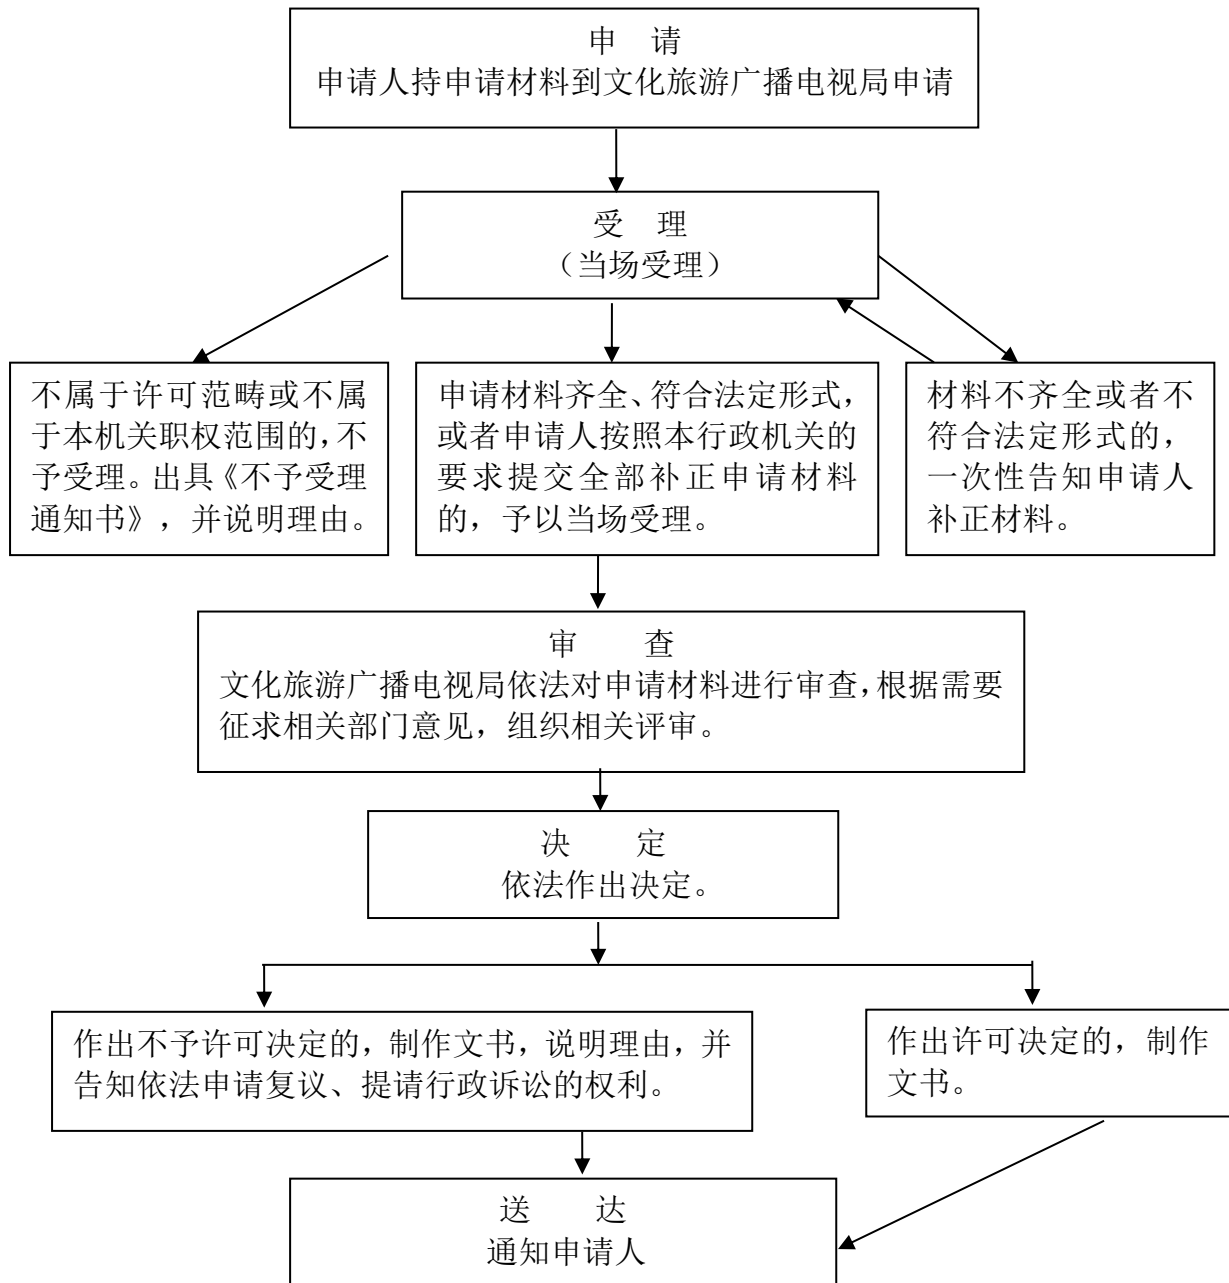 申 请
申请人持申请材料到文化旅游广播电视局申请
受 理
（当场受理）
不属于许可范畴或不属
于本机关职权范围的，不
予受理。出具《不予受理
通知书》，并说明理由。
申请材料齐全、符合法定形式，
或者申请人按照本行政机关的
要求提交全部补正申请材料
的，予以当场受理。
材料不齐全或者不
符合法定形式的，
一次性告知申请人
补正材料。
审 查
文化旅游广播电视局依法对申请材料进行审查，根据需要
征求相关部门意见，组织相关评审。
决 定
依法作出决定。
作出不予许可决定的，制作文书，说明理由，并
告知依法申请复议、提请行政诉讼的权利。
作出许可决定的，制作
文书。
送 达
通知申请人